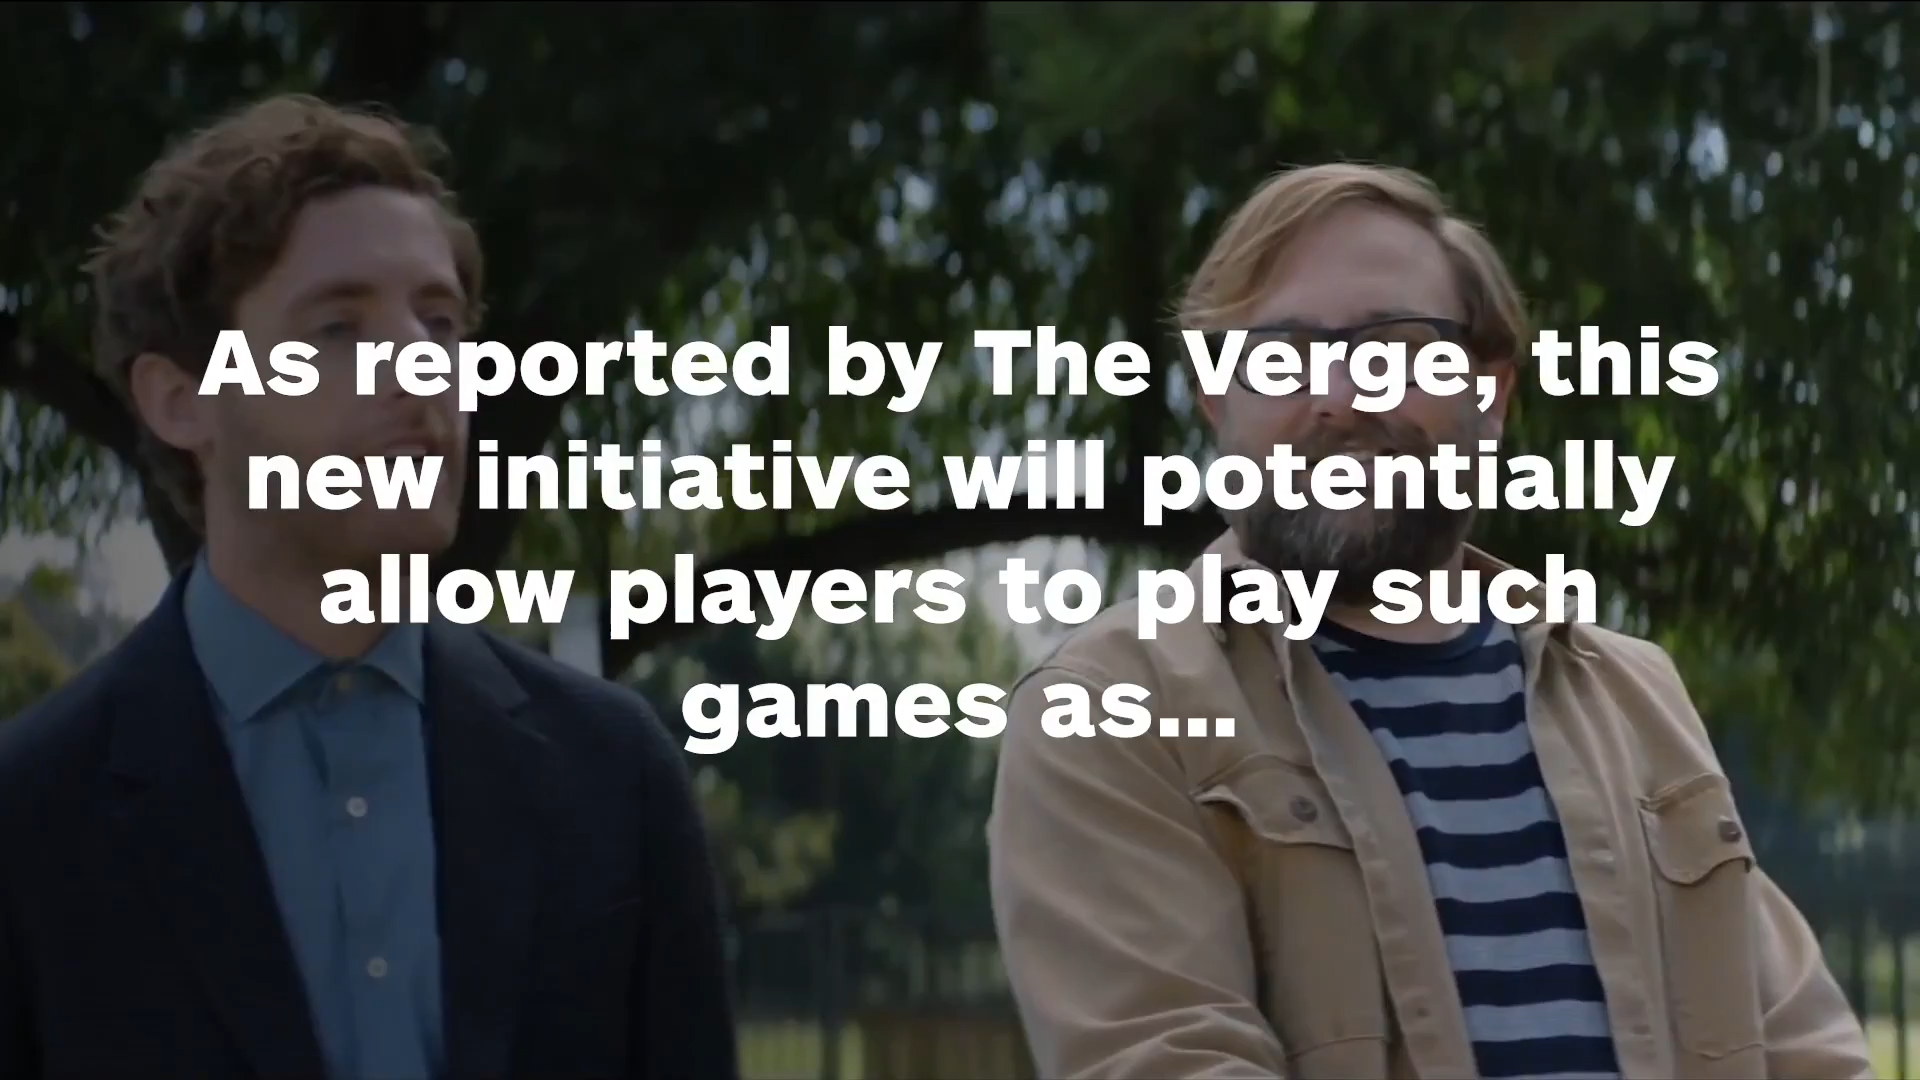 As reported by The Verge, this
new initiative will potentially
allow players to play such
games as...